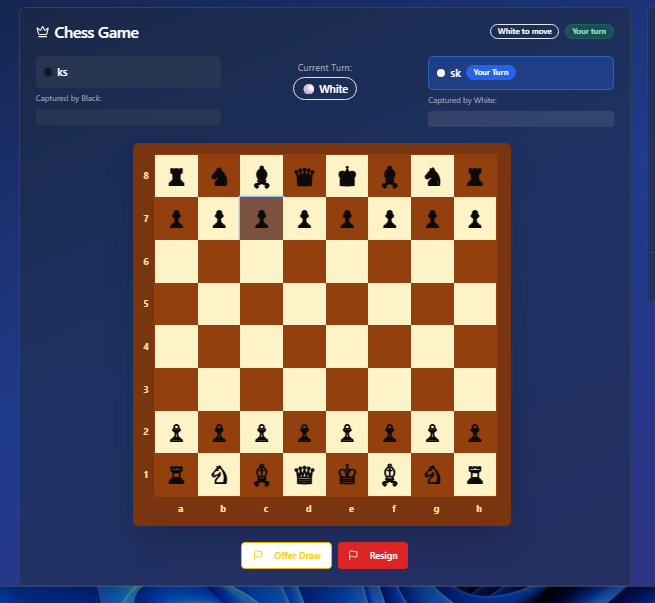 Chess Game
White to move
Your turn
ks
Captured by Black:
Current Turn:
White
sk
Your Turn
Captured by White:
8
7
6
5
4
3
2
1
a b c d e f g h
Offer Draw
Resign